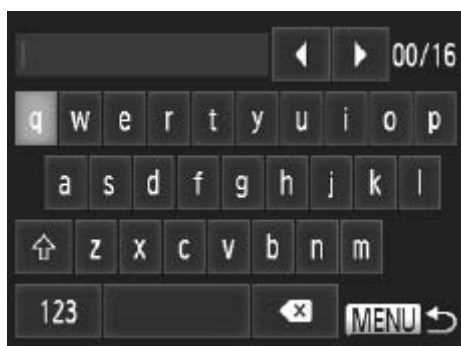 00/16
q w e r t y u i o p
a s d f g h j k l
z x c v b n m
123 MENU